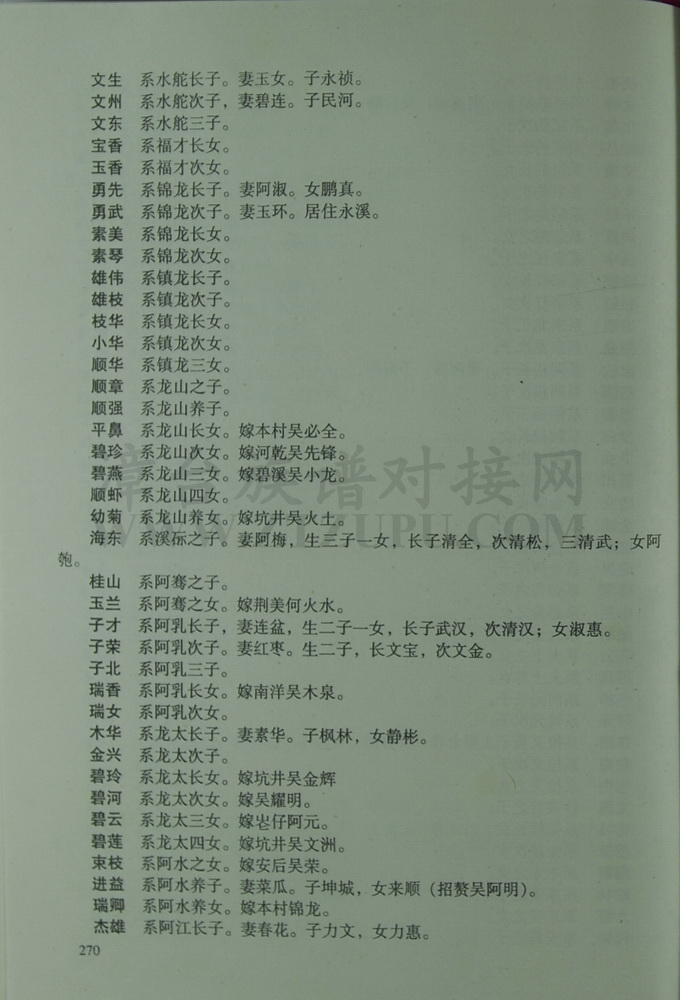 文生 系水舵长子。妻玉女。子永祯。
文州 系水舵次子，妻碧连。子民河。
文东 系水舵三子。
宝香 系福才长女。
玉香 系福才次女。
勇先 系锦龙长子。妻阿淑。女鹏真。
勇武 系锦龙次子。妻玉环。居住永溪。
素美 系锦龙长女。
素琴 系锦龙次女。
雄伟 系镇龙长子。
雄枝 系镇龙次子。
枝华 系镇龙长女。
小华 系镇龙次女。
顺华 系镇龙三女。
顺章 系龙山之子。
顺强 系龙山养子。
平鼻 系龙山长女。嫁本村吴必全。
碧珍 系龙山次女。嫁河乾吴先锋。
碧燕 系龙山三女。嫁碧溪吴小龙。
顺虾 系龙山四女。
幼菊 系龙山养女。嫁坑井吴火土。
海东 系溪砳之子。妻阿梅，生三子一女，长子清全，次清松，三清武；女阿
匏。
桂山 系阿骞之子。
玉兰 系阿骞之女。嫁荆美何火水。
子才 系阿乳长子，妻连盆，生二子一女，长子武汉，次清汉；女淑惠。
子荣 系阿乳次子。妻红枣。生二子，长文宝，次文金。
子北 系阿乳三子。
瑞香 系阿乳长女。嫁南洋吴木泉。
瑞女 系阿乳次女。
木华 系龙太长子。妻素华。子枫林，女静彬。
金兴 系龙太次子。
碧玲 系龙太长女。嫁坑井吴金辉
碧河 系龙太次女。嫁吴耀明。
碧云 系龙太三女。嫁仔阿元。
碧莲 系龙太四女。嫁坑井吴文洲。
束枝 系阿水之女。嫁安后吴荣。
进益 系阿水养子。妻菜瓜。子坤城，女来顺（招赘吴阿明）。
瑞卿 系阿水养女。嫁本村锦龙。
杰雄 系阿江长子。妻春花。子力文，女力惠。
270